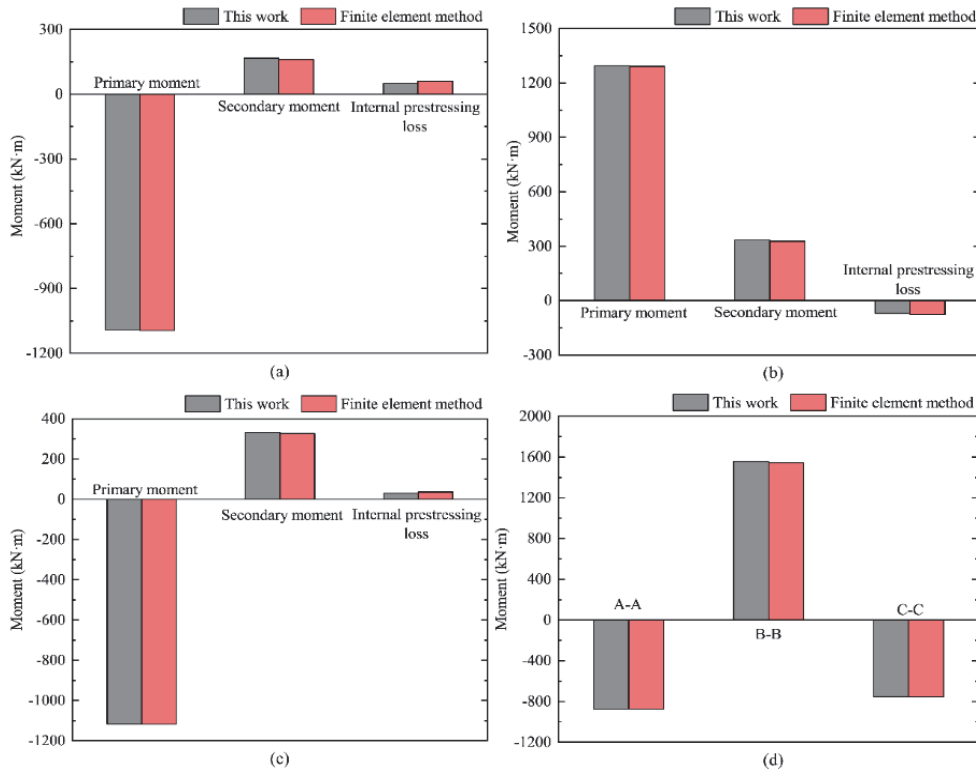 This work Finite element method
300
0
-300
-600
-900
-1200
Moment (kN·m)
Primary moment
Secondary moment
Internal prestressing
loss
(a)
This work Finite element method
1200
900
600
300
0
-300
Moment (kN·m)
Primary moment
Secondary moment
Internal prestressing
loss
(b)
This work Finite element method
400
200
0
-200
-400
-600
-800
-1000
-1200
Moment (kN·m)
Primary moment
Secondary moment
Internal prestressing
loss
(c)
This work Finite element method
2000
1600
1200
800
400
0
-400
-800
-1200
Moment (kN·m)
A-A
B-B
C-C
(d)